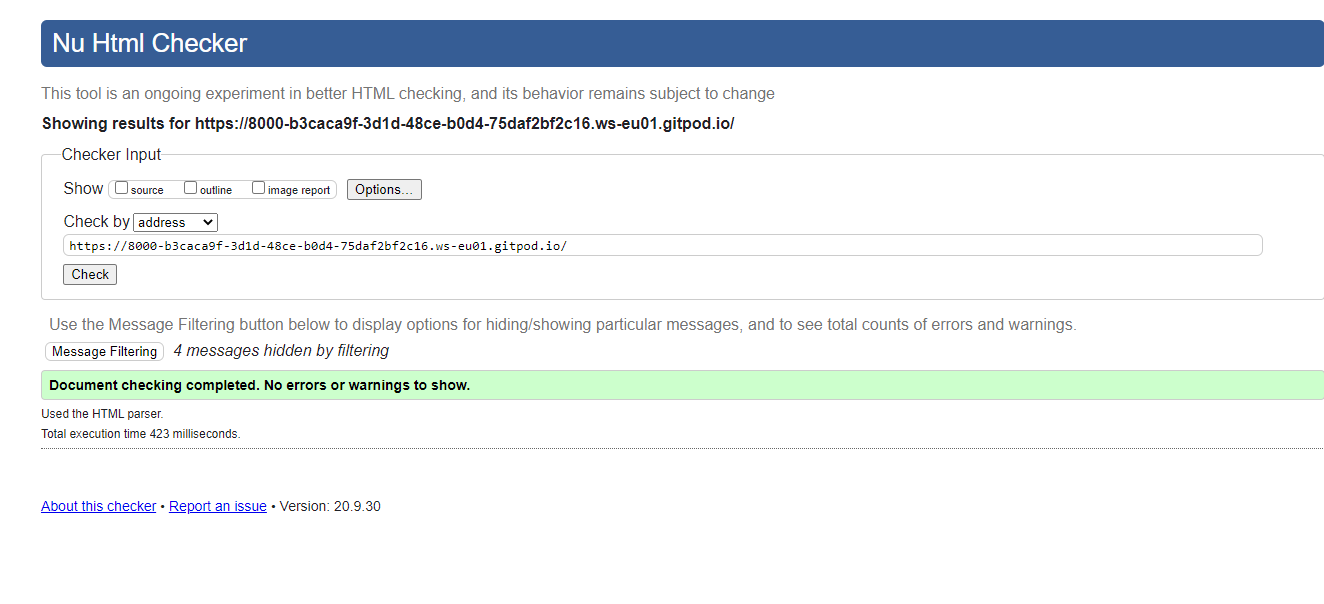 Nu Html Checker
This tool is an ongoing experiment in better HTML checking, and its behavior remains subject to change
Showing results for https://8000-b3caca9f-3d1d-48ce-b0d4-75daf2bf2c16.ws-eu01.gitpod.io/
Checker Input
Show source outline image report Options...
Check by address
https://8000-b3caca9f-3d1d-48ce-b0d4-75daf2bf2c16.ws-eu01.gitpod.io/
Check
Use the Message Filtering button below to display options for hiding/showing particular messages, and to see total counts of errors and warnings.
Message Filtering 4 messages hidden by filtering
Document checking completed. No errors or warnings to show.
Used the HTML parser.
Total execution time 423 milliseconds.
About this checker • Report an issue • Version: 20.9.30